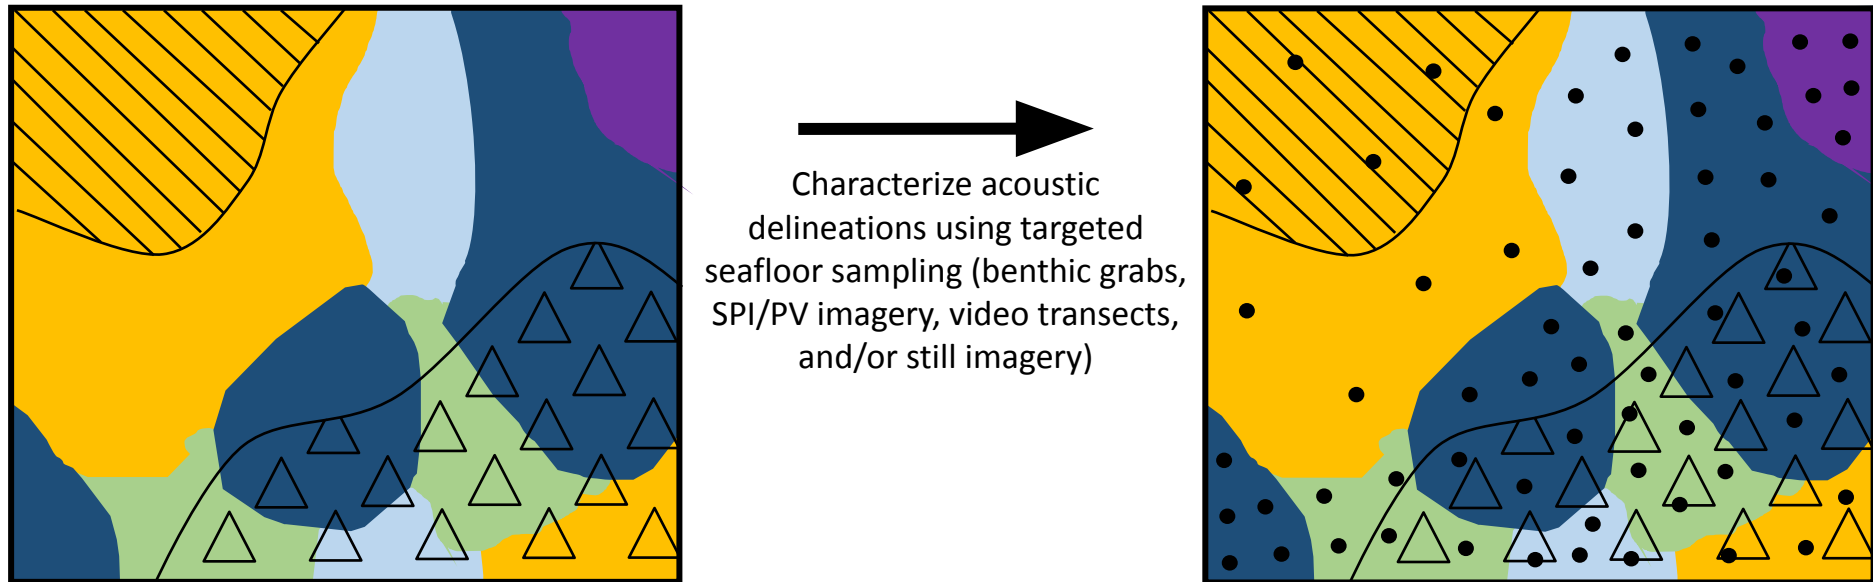 Characterize acoustic
delineations using targeted
seafloor sampling (benthic grabs,
SPI/PV imagery, video transects,
and/or still imagery)